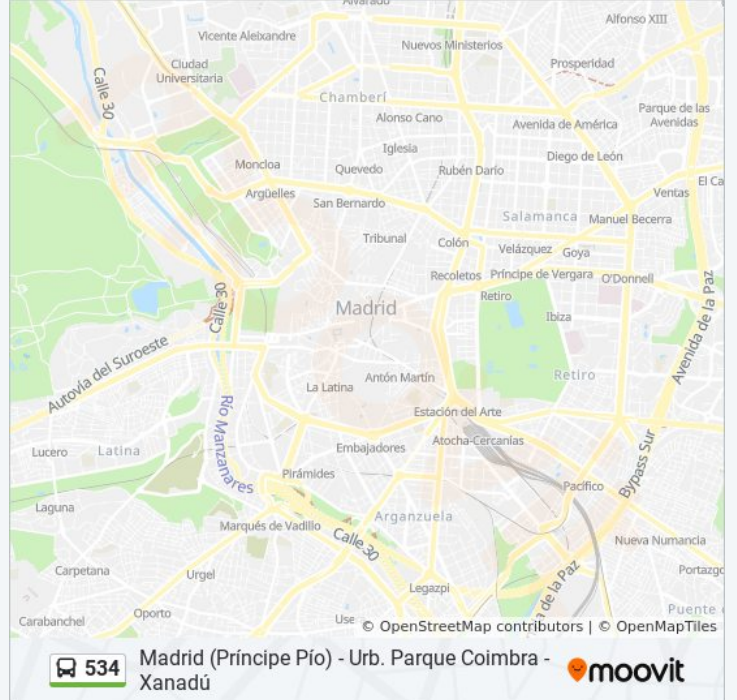 Alvarado
Alfonso XIII
Vicente Aleixandre
Nuevos Ministerios
Ciudad
Universitaria
Prosperidad
Calle 30
Chamberí
Parque de las
Avenidas
Alonso Cano
Avenida de América
Iglesia
Diego de León
Moncloa
Quevedo
Rubén Darío
El Ca
Argüelles
Ventas
San Bernardo
Salamanca
Manuel Becerra
Tribunal
Colón
Velázquez
Goya
Recoletos
Príncipe de Vergara
O'Donnell
Calle 30
Retiro
Madrid
Ibiza
Avenida de la Paz
Autovía del Suroeste
La Latina
Antón Martín
Retiro
Estación del Arte
Río Manzanares
Lucero
Latina
Embajadores
Atocha-Cercanías
Bypass Sur
Pirámides
Pacífico
Laguna
Arganzuela
Marqués de Vadillo
Calle 30
Nueva Numancia
Carpetana
Urgel
Legazpi
a de la Paz
Portazgo
Oporto
Puente
Carabanchel
Use
© OpenStreetMap contributors | © OpenMapTiles
534
Madrid (Príncipe Pío) - Urb. Parque Coimbra -
Xanadú
moovit